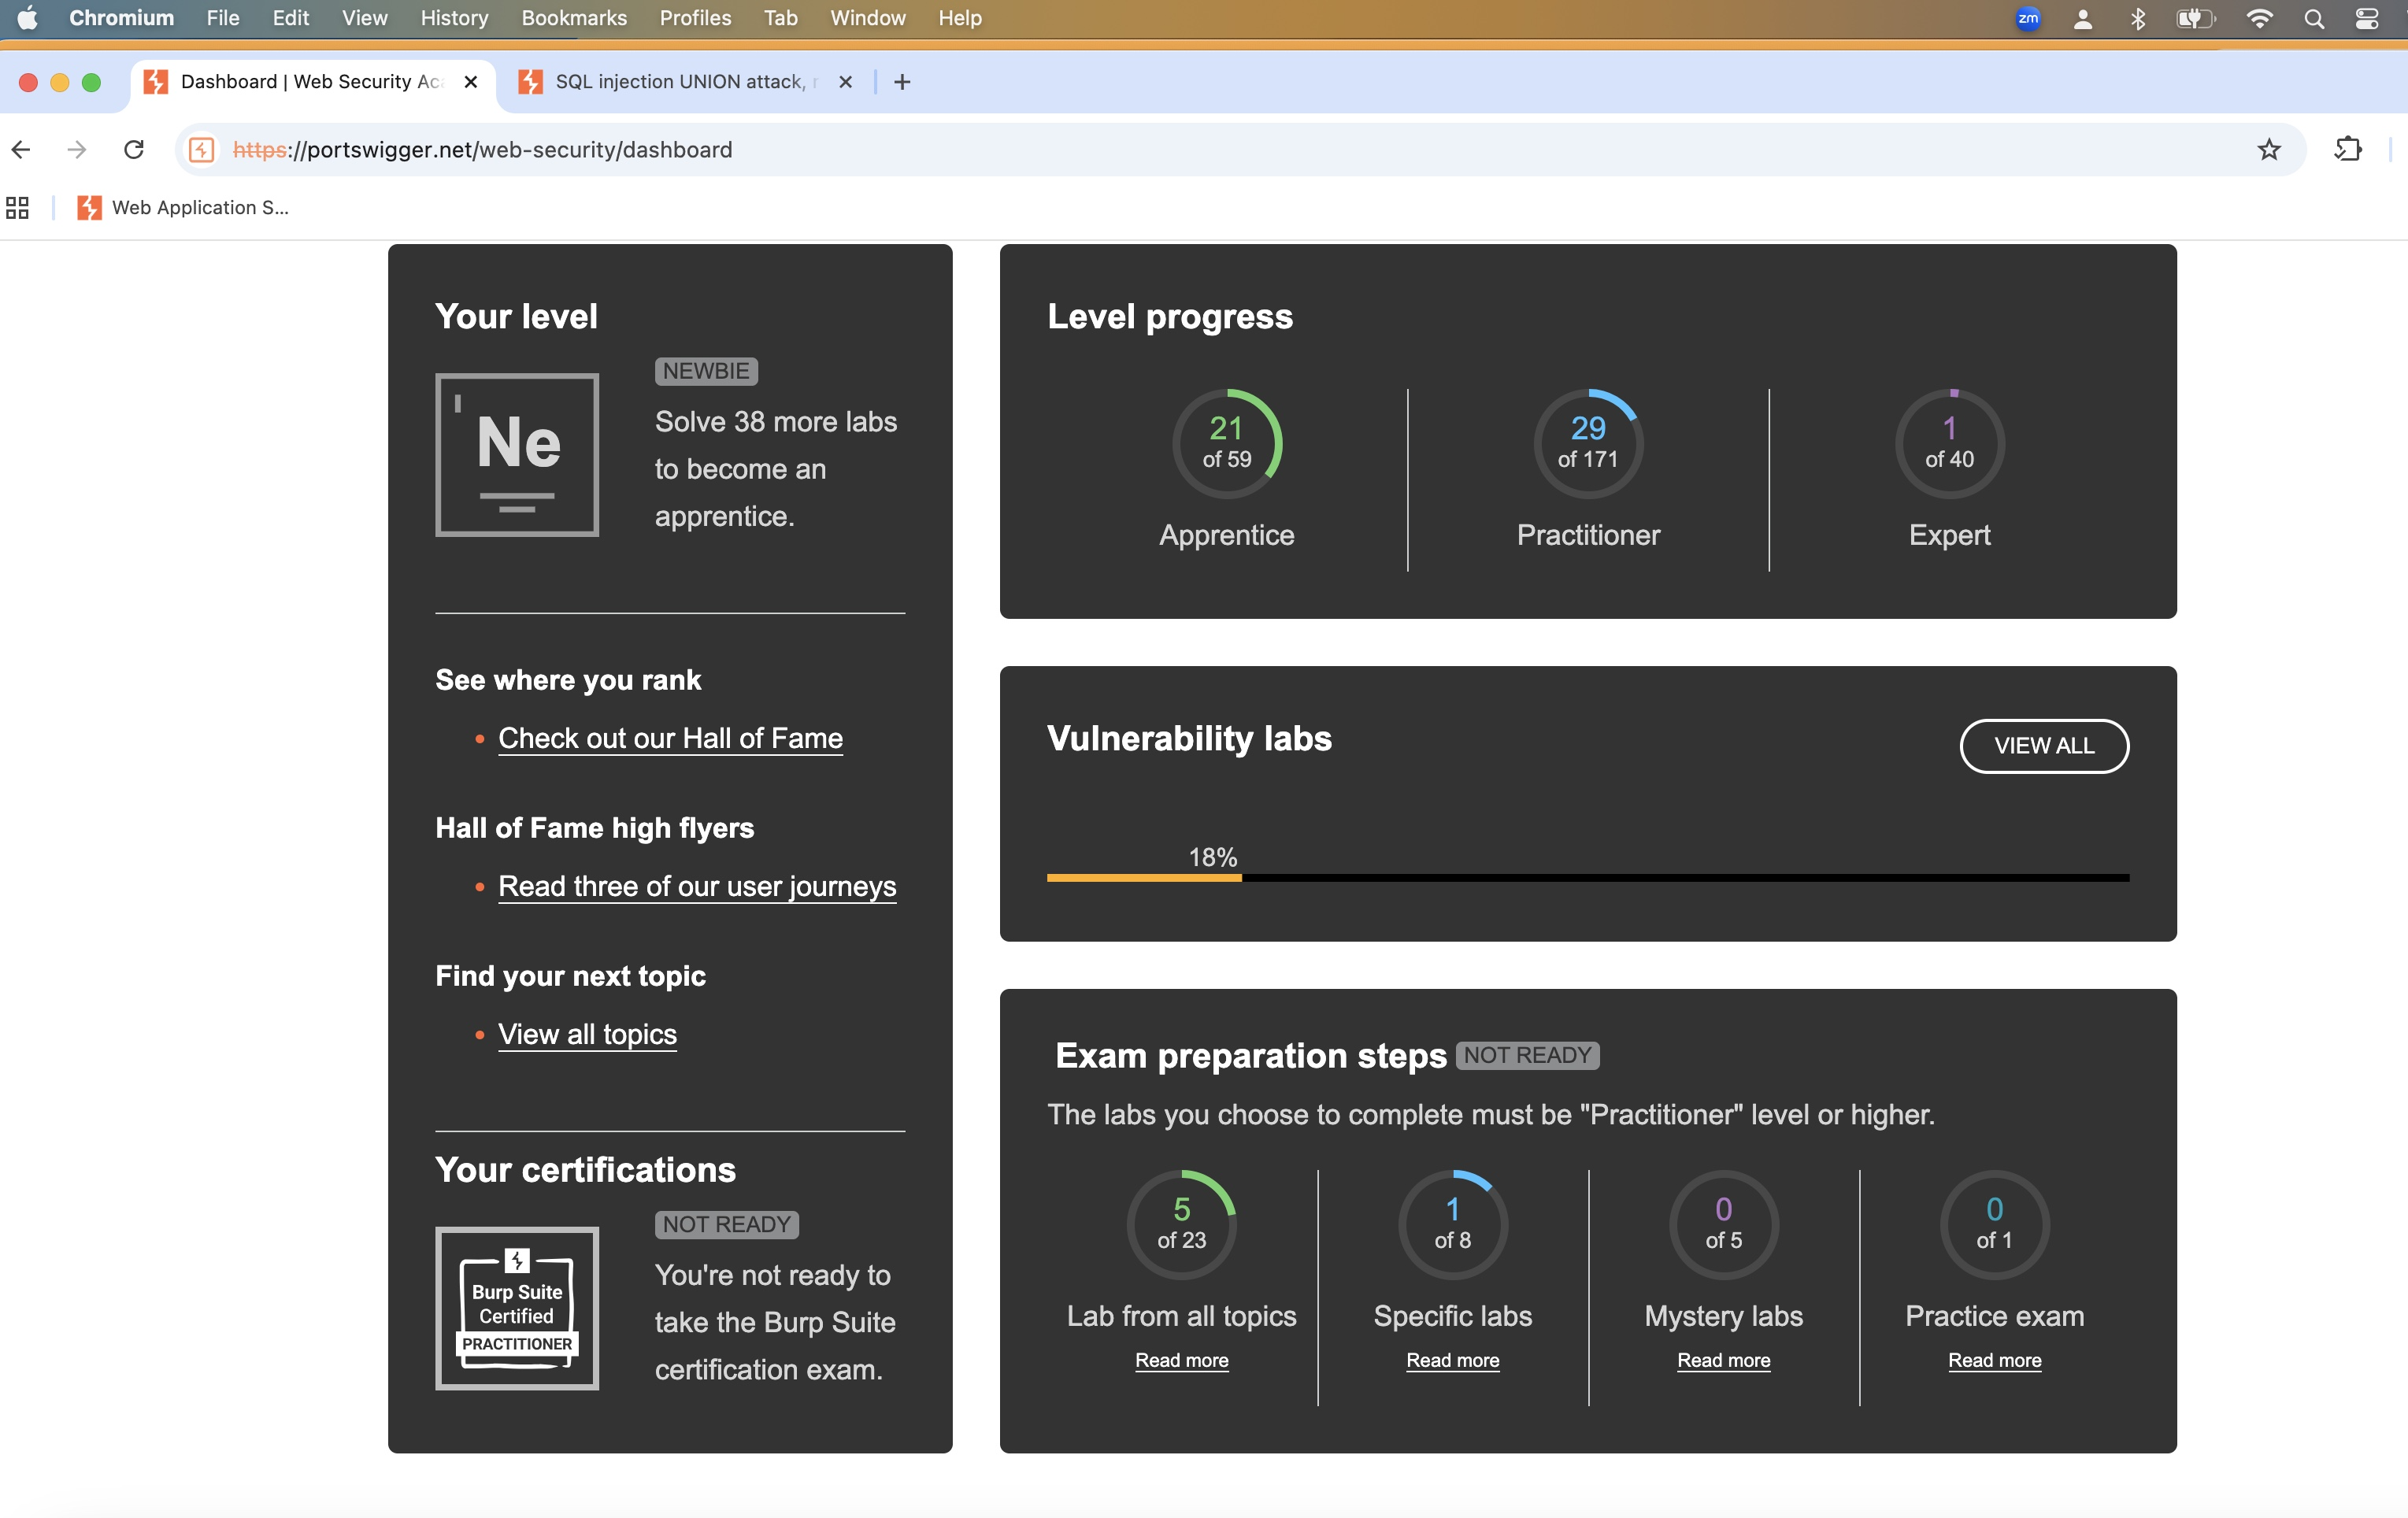 Chromium File Edit View History Bookmarks Profiles Tab Window Help
zm
Dashboard | Web Security Ac
SQL injection UNION attack,
https://portswigger.net/web-security/dashboard
Web Application S...
Your level
Ne
NEWBIE
Solve 38 more labs
to become an
apprentice.
See where you rank
• Check out our Hall of Fame
Hall of Fame high flyers
• Read three of our user journeys
Find your next topic
• View all topics
Your certifications
Burp Suite
Certified
PRACTITIONER
NOT READY
You're not ready to
take the Burp Suite
certification exam.
Level progress
21
of 59
Apprentice
29
of 171
Practitioner
1
of 40
Expert
Vulnerability labs
VIEW ALL
18%
Exam preparation steps NOT READY
The labs you choose to complete must be "Practitioner" level or higher.
5
of 23
Lab from all topics
Read more
1
of 8
Specific labs
Read more
0
of 5
Mystery labs
Read more
0
of 1
Practice exam
Read more